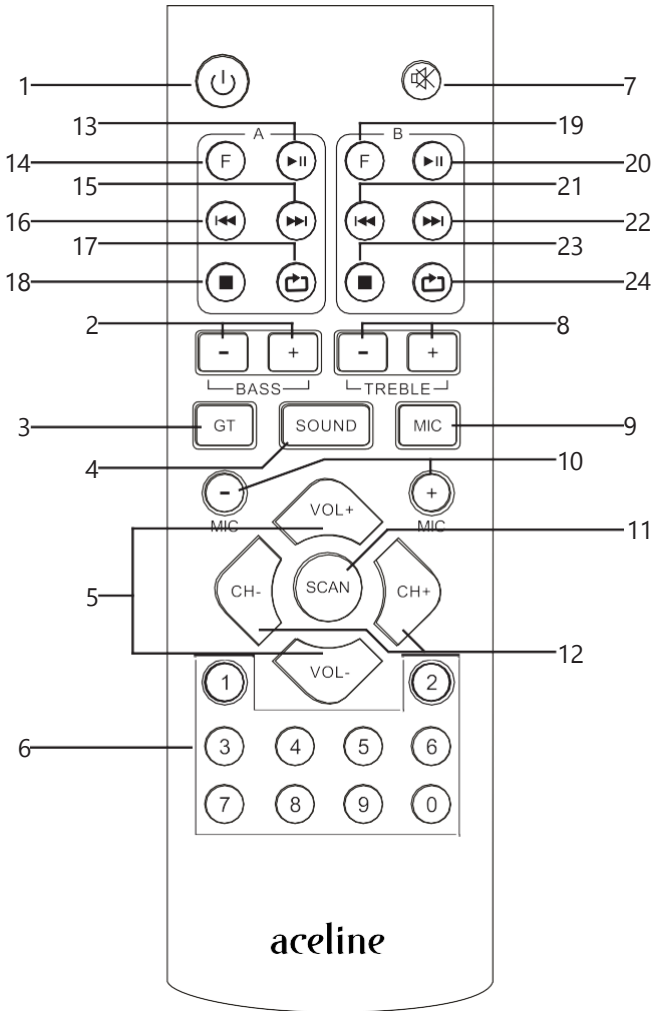 1
7
13
19
A
B
14
F
F
20
15
21
16
22
17
23
18
24
2
- +
- +
8
BASS
TREBLE
3
GT
SOUND
MIC
9
4
10
- +
MIC
VOL+
MIC
11
5
CH-
SCAN
CH+
12
VOL-
1
2
6
3 4 5 6
7 8 9 0
aceline